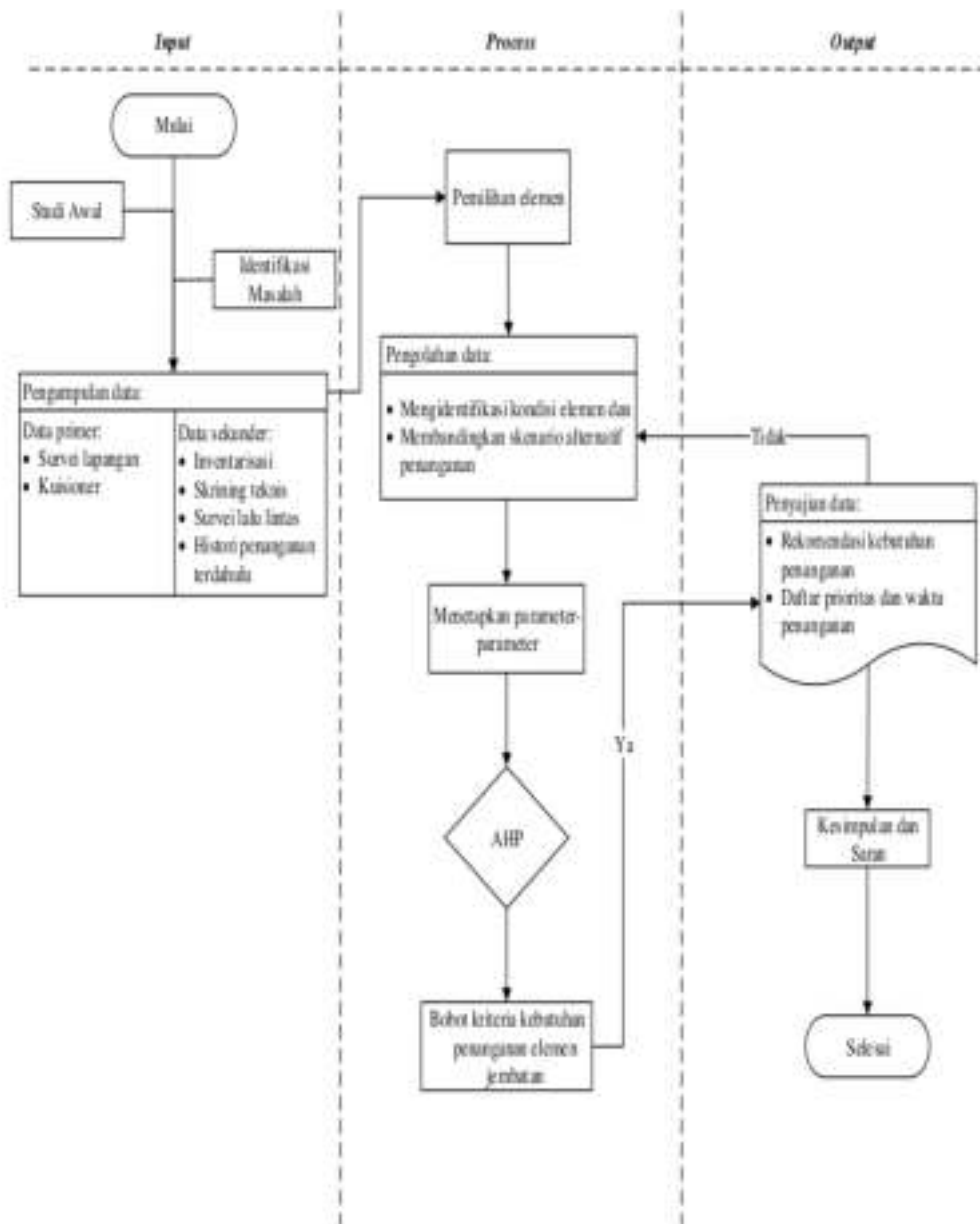 Input
Process
Output
Mulai
Studi Awal
Identifikasi
Masalah
Pengumpulan data:
Data primer:
• Survei lapangan
• Kuisioner
Data sekunder:
• Inventarisasi
• Skrining teknis
• Survei lalu lintas
• Histori penanganan
terdahulu
Pemilihan elemen
Pengolahan data:
• Mengidentifikasi kondisi elemen dan
• Membandingkan skenario alternatif
penanganan
Menetapkan parameter-
parameter
AHP
Bobot kriteria kebutuhan
penanganan elemen
jembatan
Ya
Tidak
Penyajian data:
• Rekomendasi kebutuhan
penanganan
• Daftar prioritas dan waktu
penanganan
Kesimpulan dan
Saran
Selesai